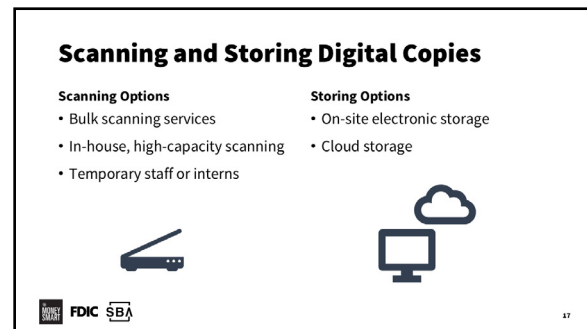 Scanning and Storing Digital Copies
Scanning Options
• Bulk scanning services
• In-house, high-capacity scanning
• Temporary staff or interns
Storing Options
• On-site electronic storage
• Cloud storage
MONEY
SMART
FDIC
SBA
17